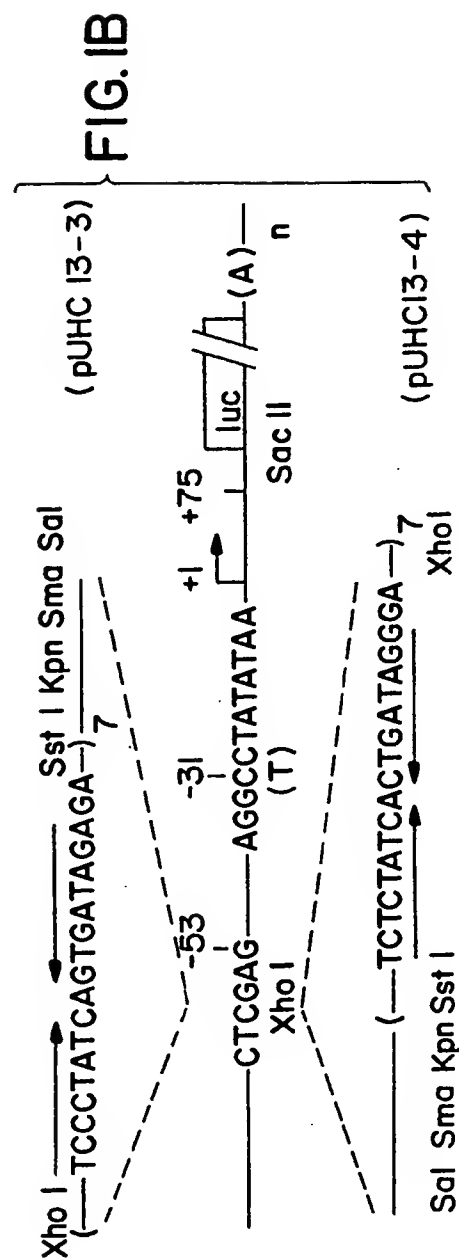 FIG. 1B
Xho I
Sst I Kpn Sma Sal
(—TCCCTATCAGTGATAGAGA—)7
(pUHC 13-3)
-53
-31
+1
+75
CTCGAG
AGGCCTATATAA
luc
(A)
n
Xho I
(T)
Sac II
(—TCTCTATCACTGATAGGGA—)7
(pUHC13-4)
Sal Sma Kpn Sst I
Xho I